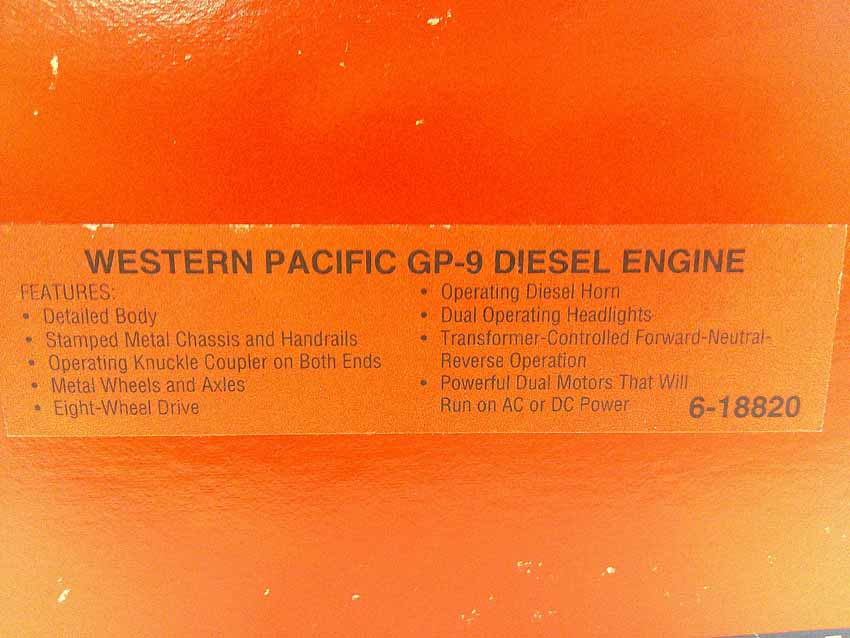 WESTERN PACIFIC GP-9 DIESEL ENGINE
FEATURES:
• Detailed Body
• Stamped Metal Chassis and Handrails
• Operating Knuckle Coupler on Both Ends
• Metal Wheels and Axles
• Eight-Wheel Drive
• Operating Diesel Horn
• Dual Operating Headlights
• Transformer-Controlled Forward-Neutral-
Reverse Operation
• Powerful Dual Motors That Will
Run on AC or DC Power
6-18820